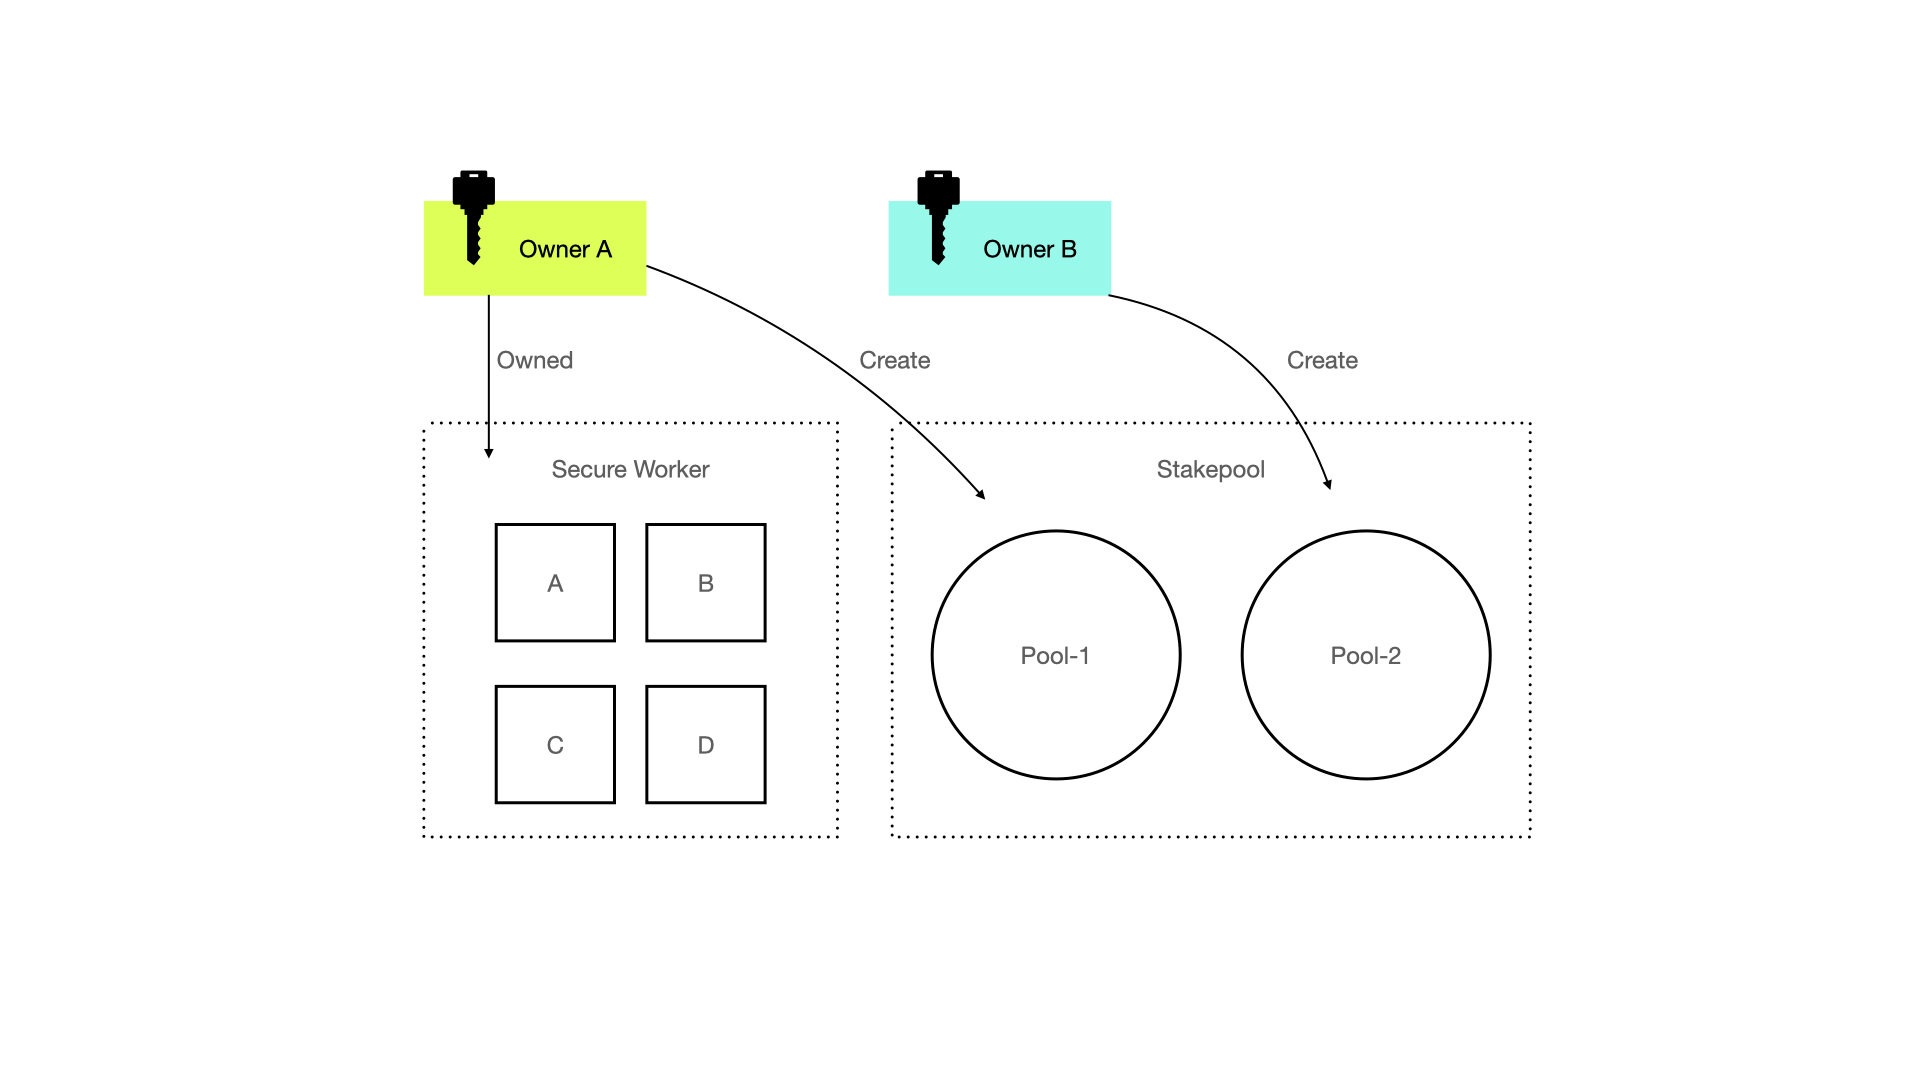 Owner A
Owner B
Owned
Create
Create
Secure Worker
Stakepool
A
B
C
D
Pool-1
Pool-2